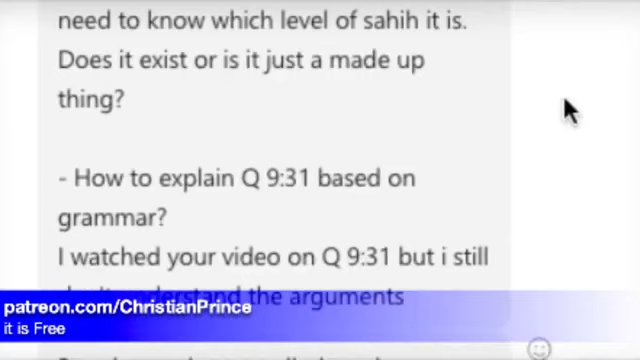 need to know which level of sahih it is.
Does it exist or is it just a made up
thing?
- How to explain Q 9:31 based on
grammar?
I watched your video on Q 9:31 but i still
understand the arguments
patreon.com/ChristianPrince
it is Free